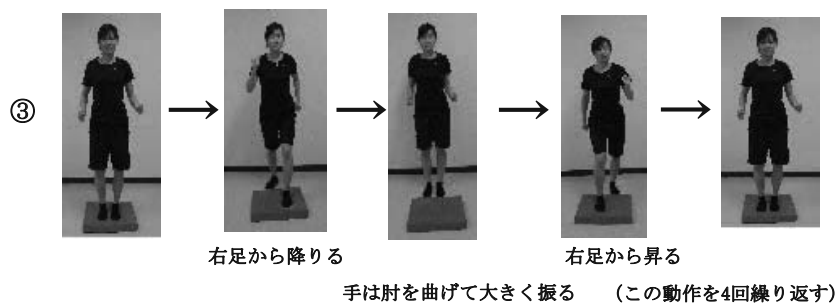 ③
右足から降りる
右足から昇る
手は肘を曲げて大きく振る
(この動作を4回繰り返す)